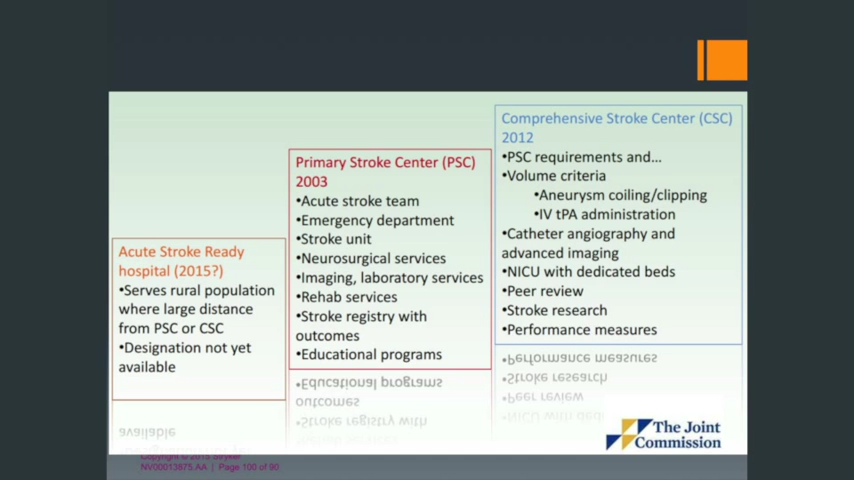 Acute Stroke Ready
hospital (2015?)
•Serves rural population
where large distance
from PSC or CSC
•Designation not yet
available
Primary Stroke Center (PSC)
2003
•Acute stroke team
•Emergency department
•Stroke unit
•Neurosurgical services
•Imaging, laboratory services
•Rehab services
•Stroke registry with
outcomes
•Educational programs
Comprehensive Stroke Center (CSC)
2012
•PSC requirements and...
•Volume criteria
•Aneurysm coiling/clipping
•IV tPA administration
•Catheter angiography and
advanced imaging
•NICU with dedicated beds
•Peer review
•Stroke research
•Performance measures
The Joint
Commission
Copyright © 2015 Stryker
NV00013875.AA | Page 100 of 90